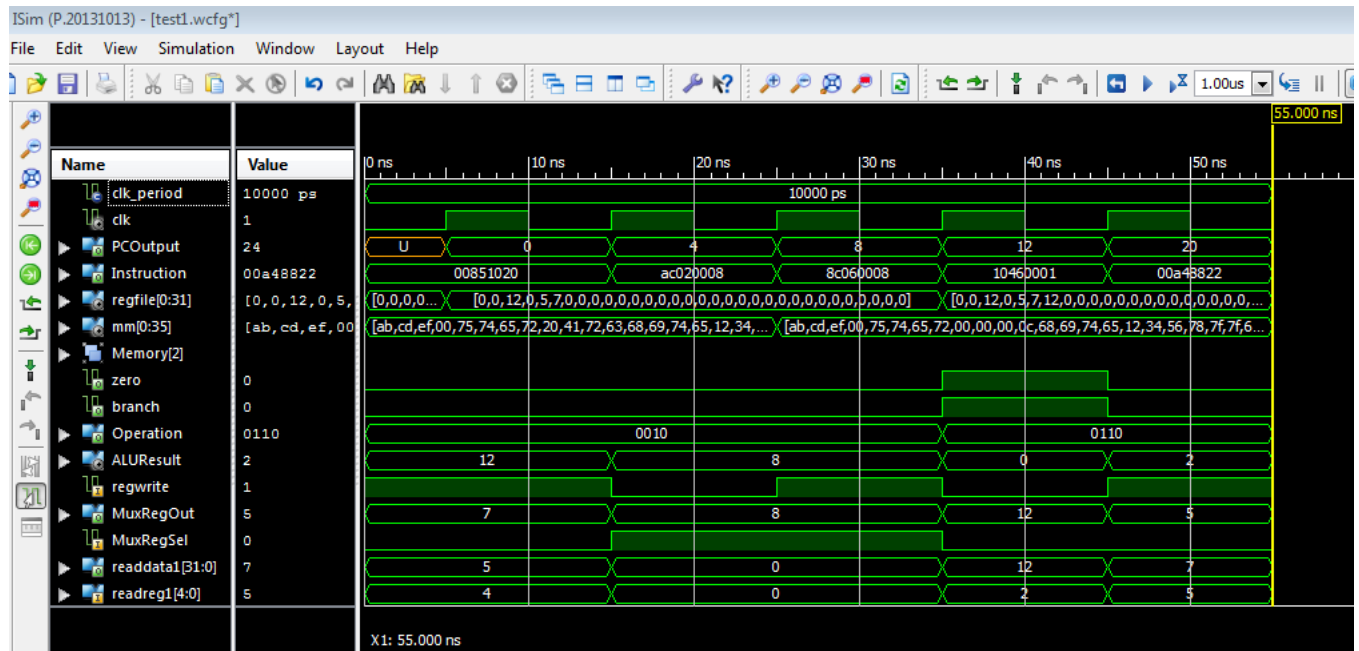 ISim (P.20131013) - [test1.wcfg*]
File Edit View Simulation Window Layout Help
1.00us
55.000 ns
Name Value 0 ns 10 ns 20 ns 30 ns 40 ns 50 ns
clk_period 10000 ps 10000 ps
clk 1
PCOutput 24 U 0 4 8 12 20
Instruction 00a48822 00851020 ac020008 8c060008 10460001 00a48822
regfile[0:31] [0,0,12,0,5, [0,0,0,0... [0,0,12,0,5,7,0,0,0,0,0,0,0,0,0,0,0,0,0,0,0,0,0,0,0,0,0,0,0,0,0,0] [0,0,12,0,5,7,12,0,0,0,0,0,0,0,0,0,0,0,0,...
mm[0:35] [ab,cd,ef,00 [ab,cd,ef,00,75,74,65,72,20,41,72,63,68,69,74,65,12,34,... [ab,cd,ef,00,75,74,65,72,00,00,00,0c,68,69,74,65,12,34,56,78,7f,7f,6...
Memory[2]
zero 0
branch 0
Operation 0110 0010 0110
ALUResult 2 12 8 0 2
regwrite 1
MuxRegOut 5 7 8 12 5
MuxRegSel 0
readdata1[31:0] 7 5 0 12 7
readreg1[4:0] 5 4 0 2 5
X1: 55.000 ns